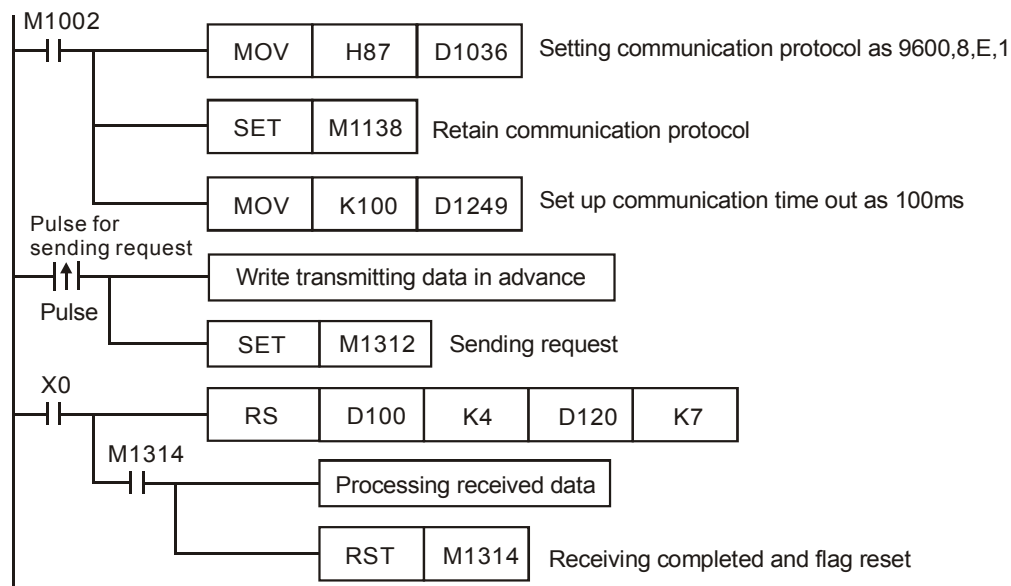 M1002
MOV H87 D1036 Setting communication protocol as 9600,8,E,1
SET M1138 Retain communication protocol
MOV K100 D1249 Set up communication time out as 100ms
Pulse for
sending request
Write transmitting data in advance
Pulse
SET M1312 Sending request
X0
RS D100 K4 D120 K7
M1314
Processing received data
RST M1314 Receiving completed and flag reset